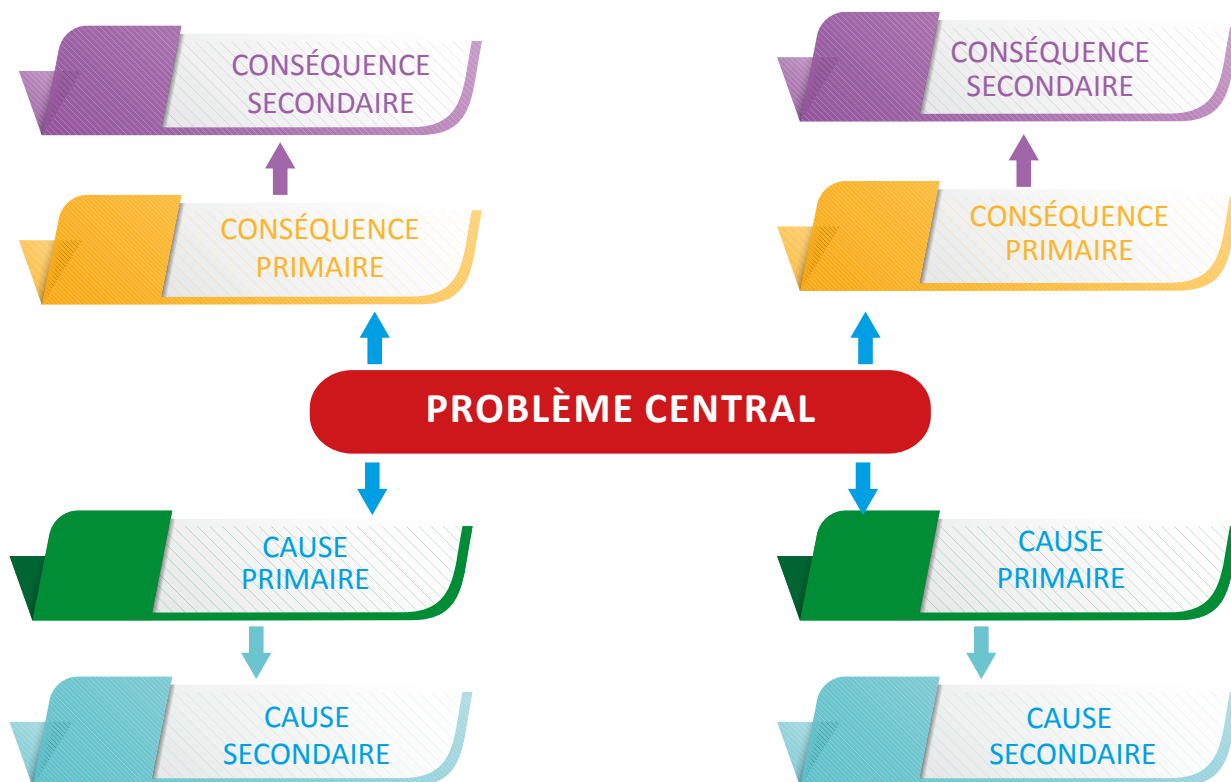 CONSÉQUENCE
SECONDAIRE
CONSÉQUENCE
SECONDAIRE
CONSÉQUENCE
PRIMAIRE
CONSÉQUENCE
PRIMAIRE
PROBLÈME CENTRAL
CAUSE
PRIMAIRE
CAUSE
PRIMAIRE
CAUSE
SECONDAIRE
CAUSE
SECONDAIRE